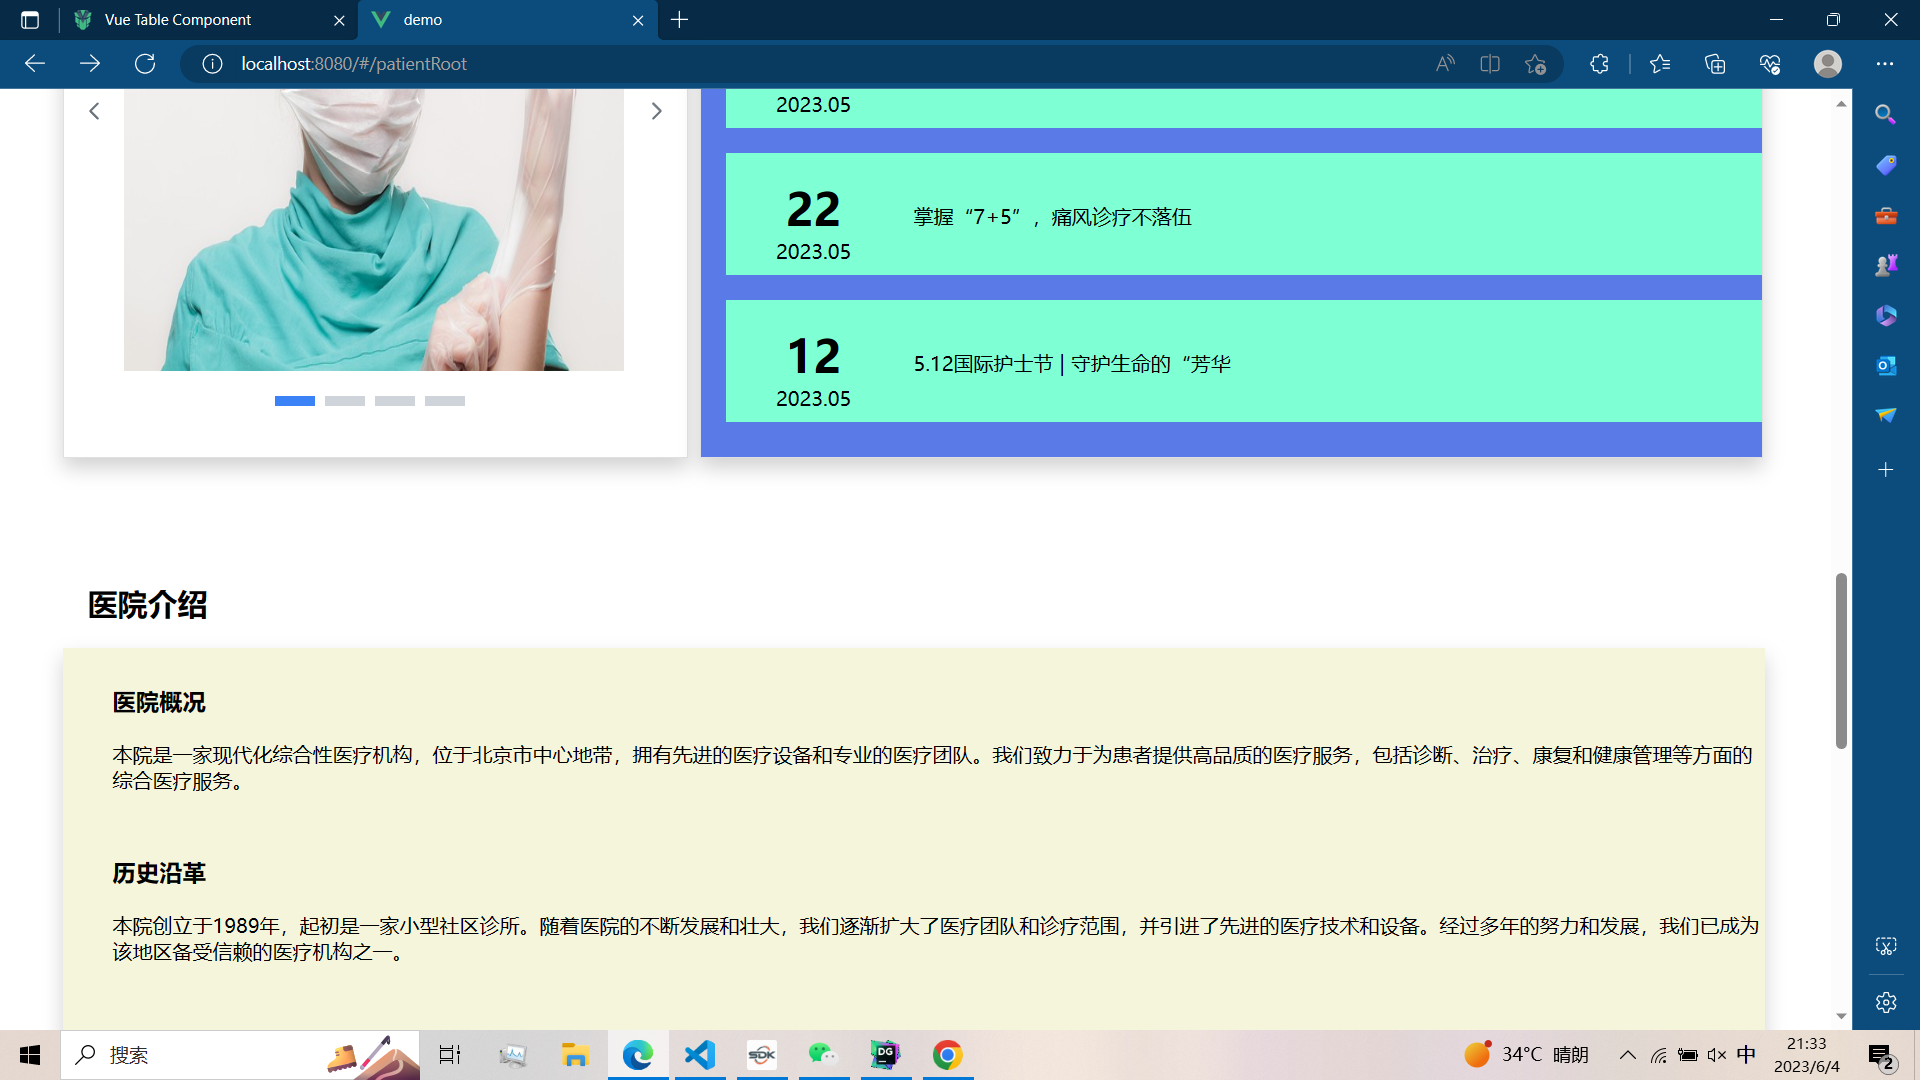 Vue Table Component
demo
localhost:8080/#/patientRoot
2023.05
22
2023.05
掌握“7+5”，痛风诊疗不落伍
12
2023.05
5.12国际护士节 | 守护生命的“芳华
医院介绍
医院概况
本院是一家现代化综合性医疗机构，位于北京市中心地带，拥有先进的医疗设备和专业的医疗团队。我们致力于为患者提供高品质的医疗服务，包括诊断、治疗、康复和健康管理等方面的
综合医疗服务。
历史沿革
本院创立于1989年，起初是一家小型社区诊所。随着医院的不断发展和壮大，我们逐渐扩大了医疗团队和诊疗范围，并引进了先进的医疗技术和设备。经过多年的努力和发展，我们已成为
该地区备受信赖的医疗机构之一。
搜索
SDK
DG
34°C 晴朗
中
21:33
2023/6/4
2